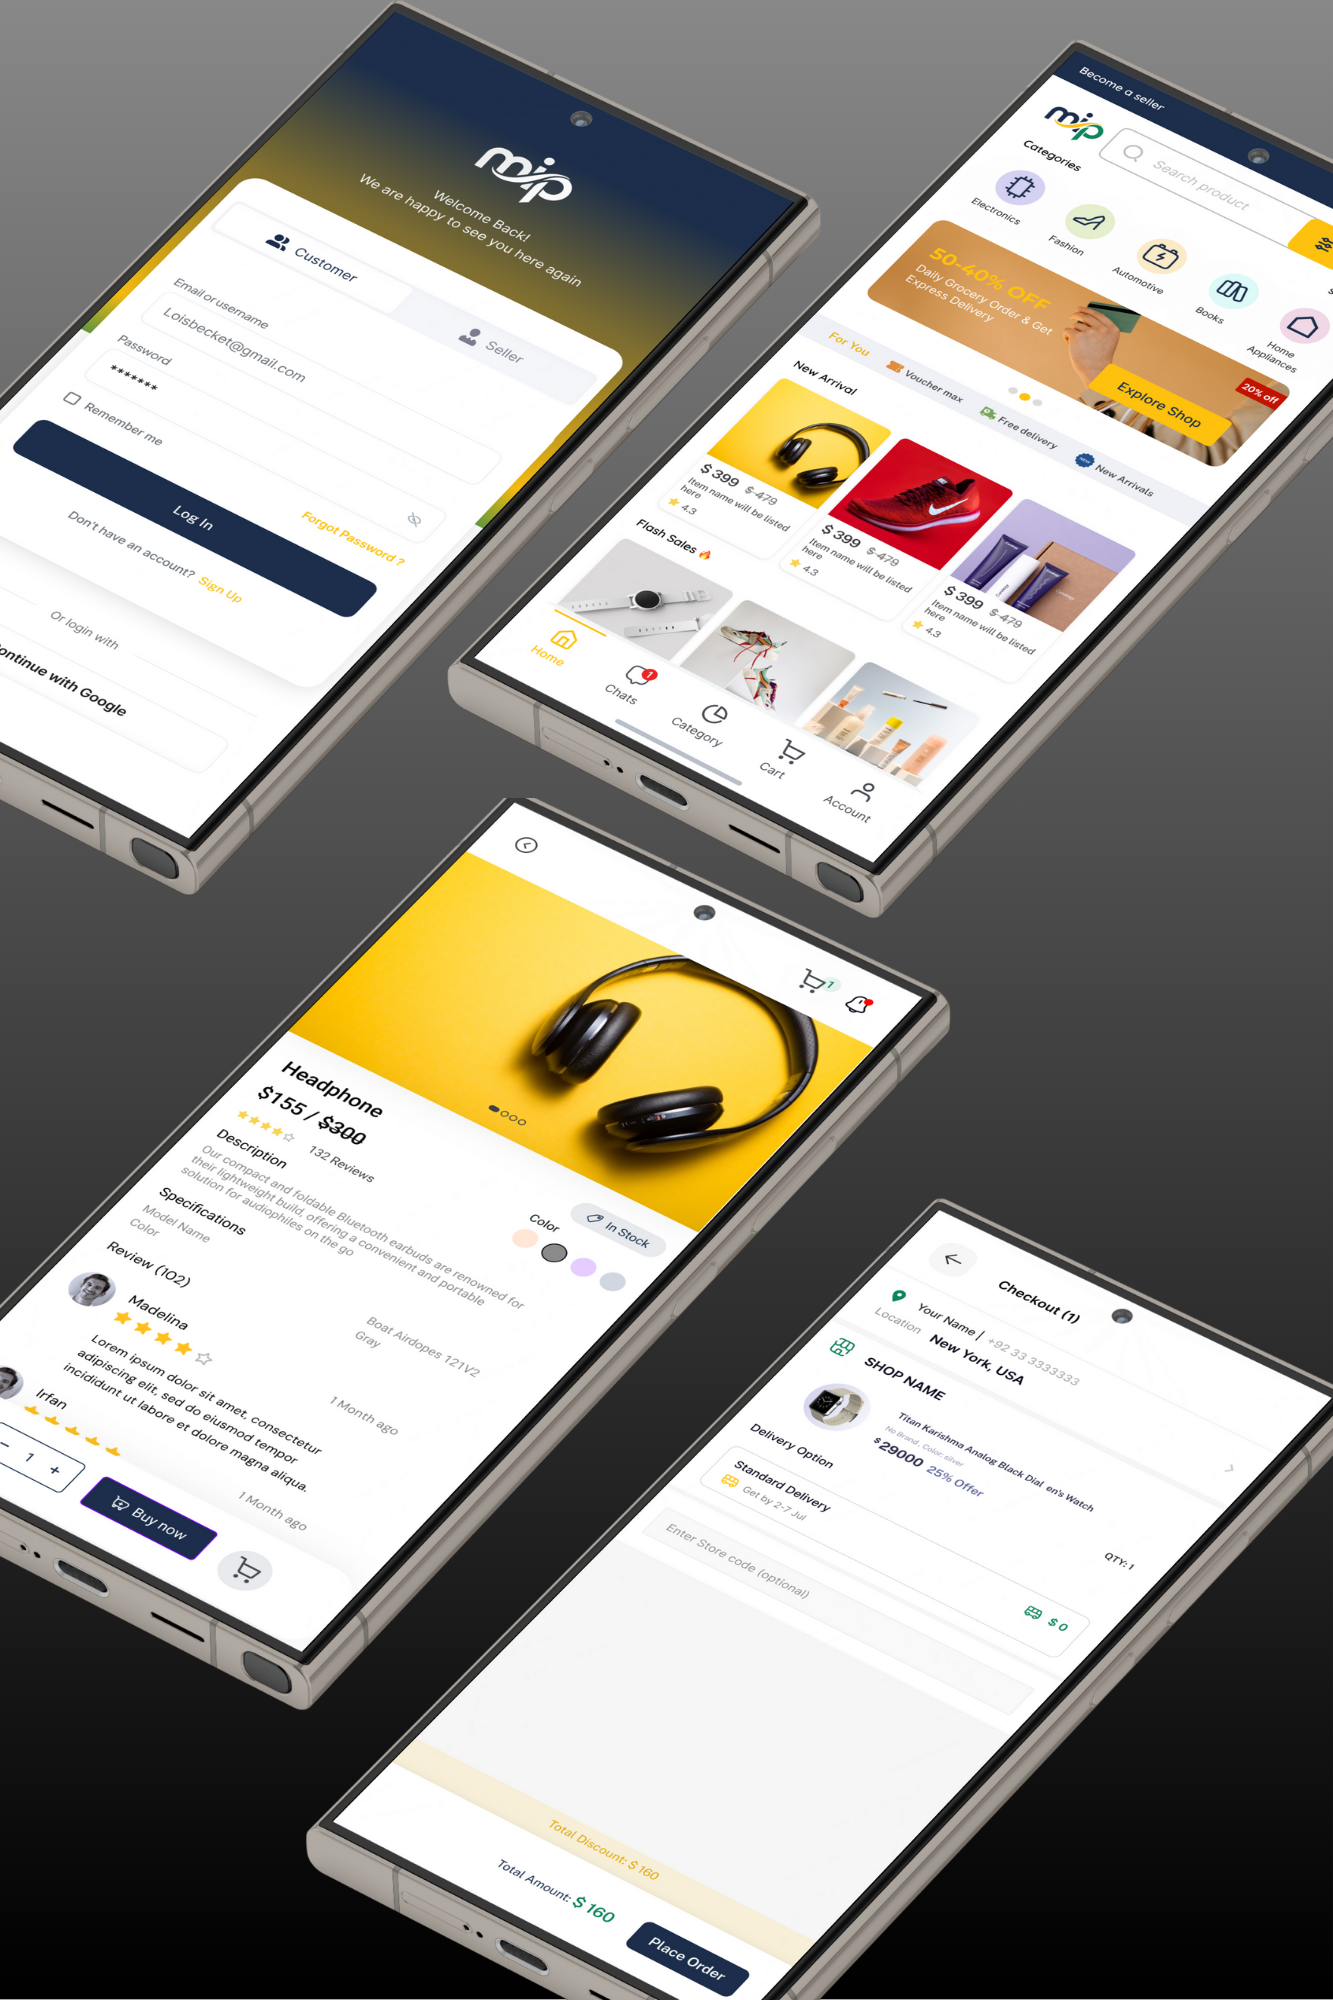 mip
Welcome Back!
We are happy to see you here again
Customer
Seller
Email or username
Loisbecket@gmail.com
Password
*******
Remember me
Forgot Password ?
Log In
Don't have an account? Sign Up
Or login with
ontinue with Google
Become a seller
mip
Search product
Categories
Electronics
Fashion
Automotive
Books
Home
Appliances
50-40% OFF
Daily Grocery Order & Get
Express Delivery
20% off
Explore Shop
For You
Voucher max
Free delivery
NEW
New Arrivals
New Arrival
$ 399 $ 479
Item name will be listed
here
4.3
$ 399 $ 479
Item name will be listed
here
4.3
$ 399 $ 479
Item name will be listed
here
4.3
Flash Sales 🔥
Home
1
Chats
Category
Cart
Account
1
Headphone
$155 / $300
132 Reviews
In Stock
Color
Description
Our compact and foldable Bluetooth earbuds are renowned for
their lightweight build, offering a convenient and portable
solution for audiophiles on the go
Specifications
Model Name
Boat Airdopes 121V2
Color
Gray
Review (102)
Madelina
1 Month ago
Lorem ipsum dolor sit amet, consectetur
adipiscing elit, sed do eiusmod tempor
incididunt ut labore et dolore magna aliqua.
Irfan
1 Month ago
− 1 +
Buy now
Checkout (1)
Your Name | +92 33 3333333
Location New York, USA
SHOP NAME
Titan Karishma Analog Black Dial en's Watch
No Brand , Color: silver
$ 29000 25% Offer
QTY: 1
Delivery Option
Standard Delivery
Get by 2-7 Jul
$ 0
Enter Store code (optional)
Total Discount: $ 160
Total Amount: $ 160
Place Order